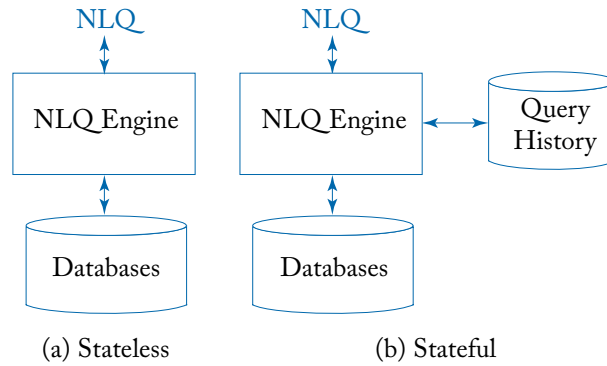 NLQ
NLQ Engine
Databases
(a) Stateless
NLQ
NLQ Engine
Query
History
Databases
(b) Stateful